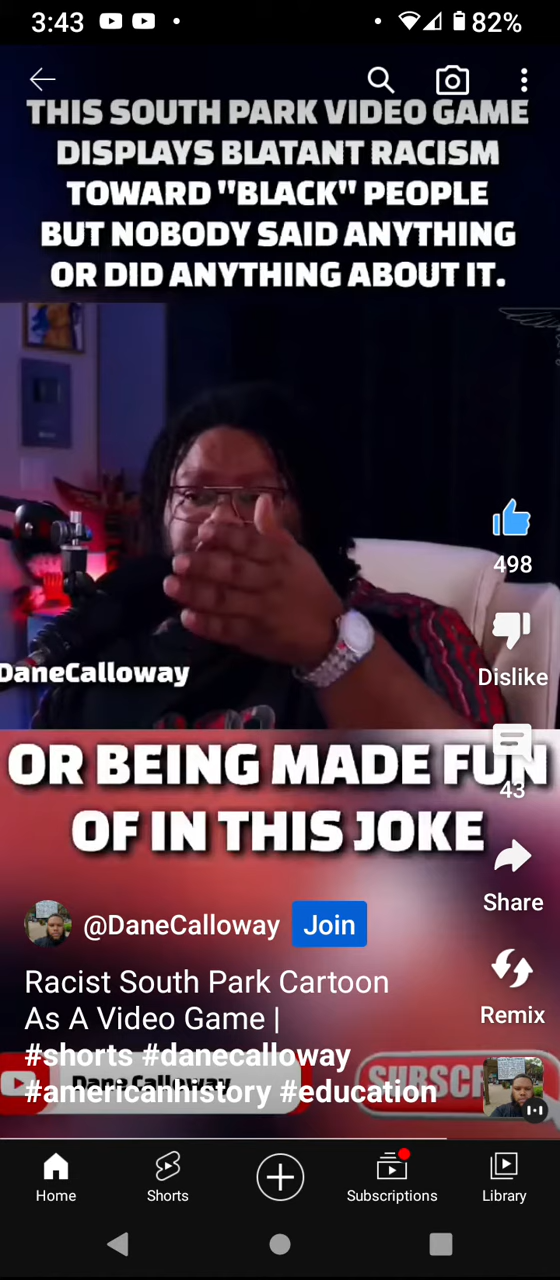 3:43
82%
THIS SOUTH PARK VIDEO GAME
DISPLAYS BLATANT RACISM
TOWARD "BLACK" PEOPLE
BUT NOBODY SAID ANYTHING
OR DID ANYTHING ABOUT IT.
498
DaneCalloway
Dislike
OR BEING MADE FUN
43
OF IN THIS JOKE
Share
@DaneCalloway
Join
Racist South Park Cartoon
As A Video Game |
Remix
#shorts #danecalloway
Dane Calloway
#americanhistory #education
Home
Shorts
Subscriptions
Library